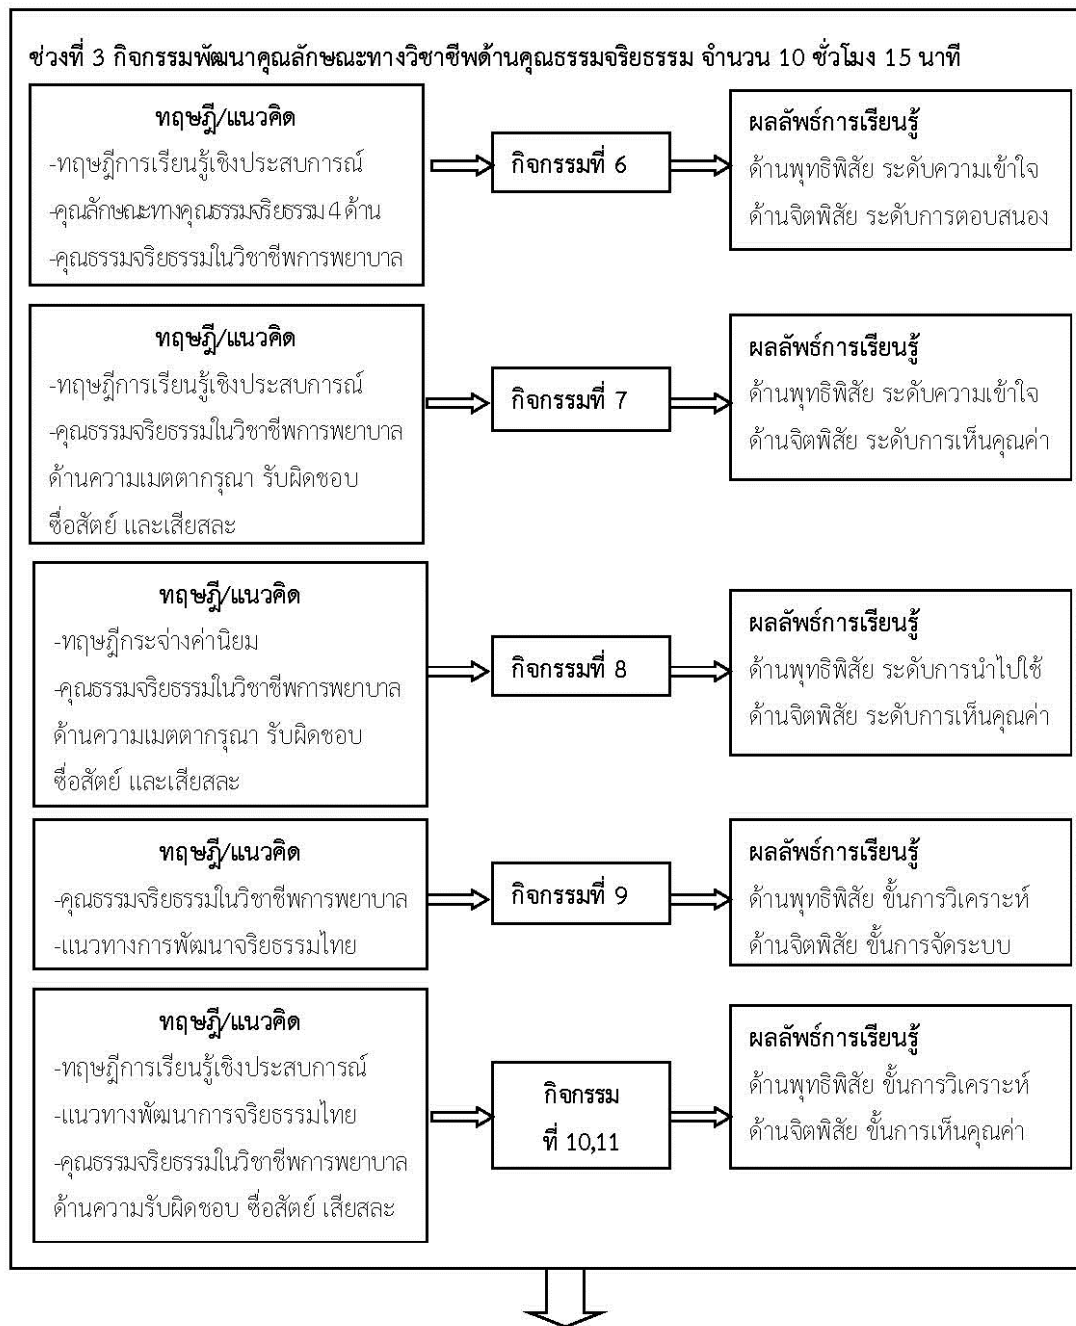 ช่วงที่ 3 กิจกรรมพัฒนาคุณลักษณะทางวิชาชีพด้านคุณธรรมจริยธรรม จำนวน 10 ชั่วโมง 15 นาที
ทฤษฎี/แนวคิด
-ทฤษฎีการเรียนรู้เชิงประสบการณ์
-คุณลักษณะทางคุณธรรมจริยธรรม 4 ด้าน
-คุณธรรมจริยธรรมในวิชาชีพการพยาบาล
กิจกรรมที่ 6
ผลลัพธ์การเรียนรู้
ด้านพุทธิพิสัย ระดับความเข้าใจ
ด้านจิตพิสัย ระดับการตอบสนอง
ทฤษฎี/แนวคิด
-ทฤษฎีการเรียนรู้เชิงประสบการณ์
-คุณธรรมจริยธรรมในวิชาชีพการพยาบาล
ด้านความเมตตากรุณา รับผิดชอบ
ซื่อสัตย์ และเสียสละ
กิจกรรมที่ 7
ผลลัพธ์การเรียนรู้
ด้านพุทธิพิสัย ระดับความเข้าใจ
ด้านจิตพิสัย ระดับการเห็นคุณค่า
ทฤษฎี/แนวคิด
-ทฤษฎีกระจ่างค่านิยม
-คุณธรรมจริยธรรมในวิชาชีพการพยาบาล
ด้านความเมตตากรุณา รับผิดชอบ
ซื่อสัตย์ และเสียสละ
กิจกรรมที่ 8
ผลลัพธ์การเรียนรู้
ด้านพุทธิพิสัย ระดับการนำไปใช้
ด้านจิตพิสัย ระดับการเห็นคุณค่า
ทฤษฎี/แนวคิด
-คุณธรรมจริยธรรมในวิชาชีพการพยาบาล
-แนวทางการพัฒนาจริยธรรมไทย
กิจกรรมที่ 9
ผลลัพธ์การเรียนรู้
ด้านพุทธิพิสัย ขั้นการวิเคราะห์
ด้านจิตพิสัย ขั้นการจัดระบบ
ทฤษฎี/แนวคิด
-ทฤษฎีการเรียนรู้เชิงประสบการณ์
-แนวทางพัฒนาการจริยธรรมไทย
-คุณธรรมจริยธรรมในวิชาชีพการพยาบาล
ด้านความรับผิดชอบ ซื่อสัตย์ เสียสละ
กิจกรรม
ที่ 10,11
ผลลัพธ์การเรียนรู้
ด้านพุทธิพิสัย ขั้นการวิเคราะห์
ด้านจิตพิสัย ขั้นการเห็นคุณค่า